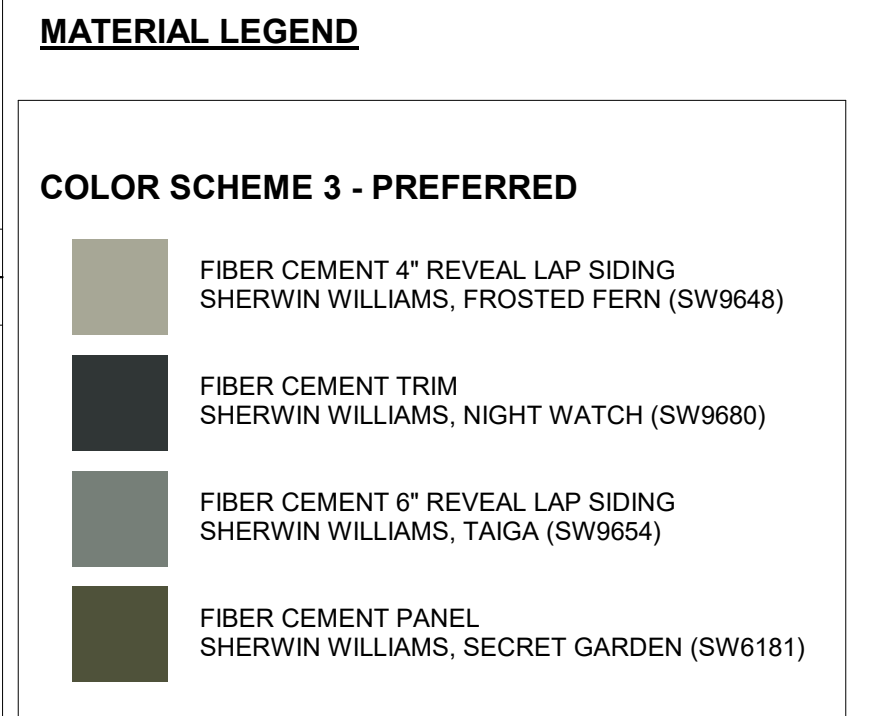 MATERIAL LEGEND
COLOR SCHEME 3 - PREFERRED
FIBER CEMENT 4" REVEAL LAP SIDING
SHERWIN WILLIAMS, FROSTED FERN (SW9648)
FIBER CEMENT TRIM
SHERWIN WILLIAMS, NIGHT WATCH (SW9680)
FIBER CEMENT 6" REVEAL LAP SIDING
SHERWIN WILLIAMS, TAIGA (SW9654)
FIBER CEMENT PANEL
SHERWIN WILLIAMS, SECRET GARDEN (SW6181)